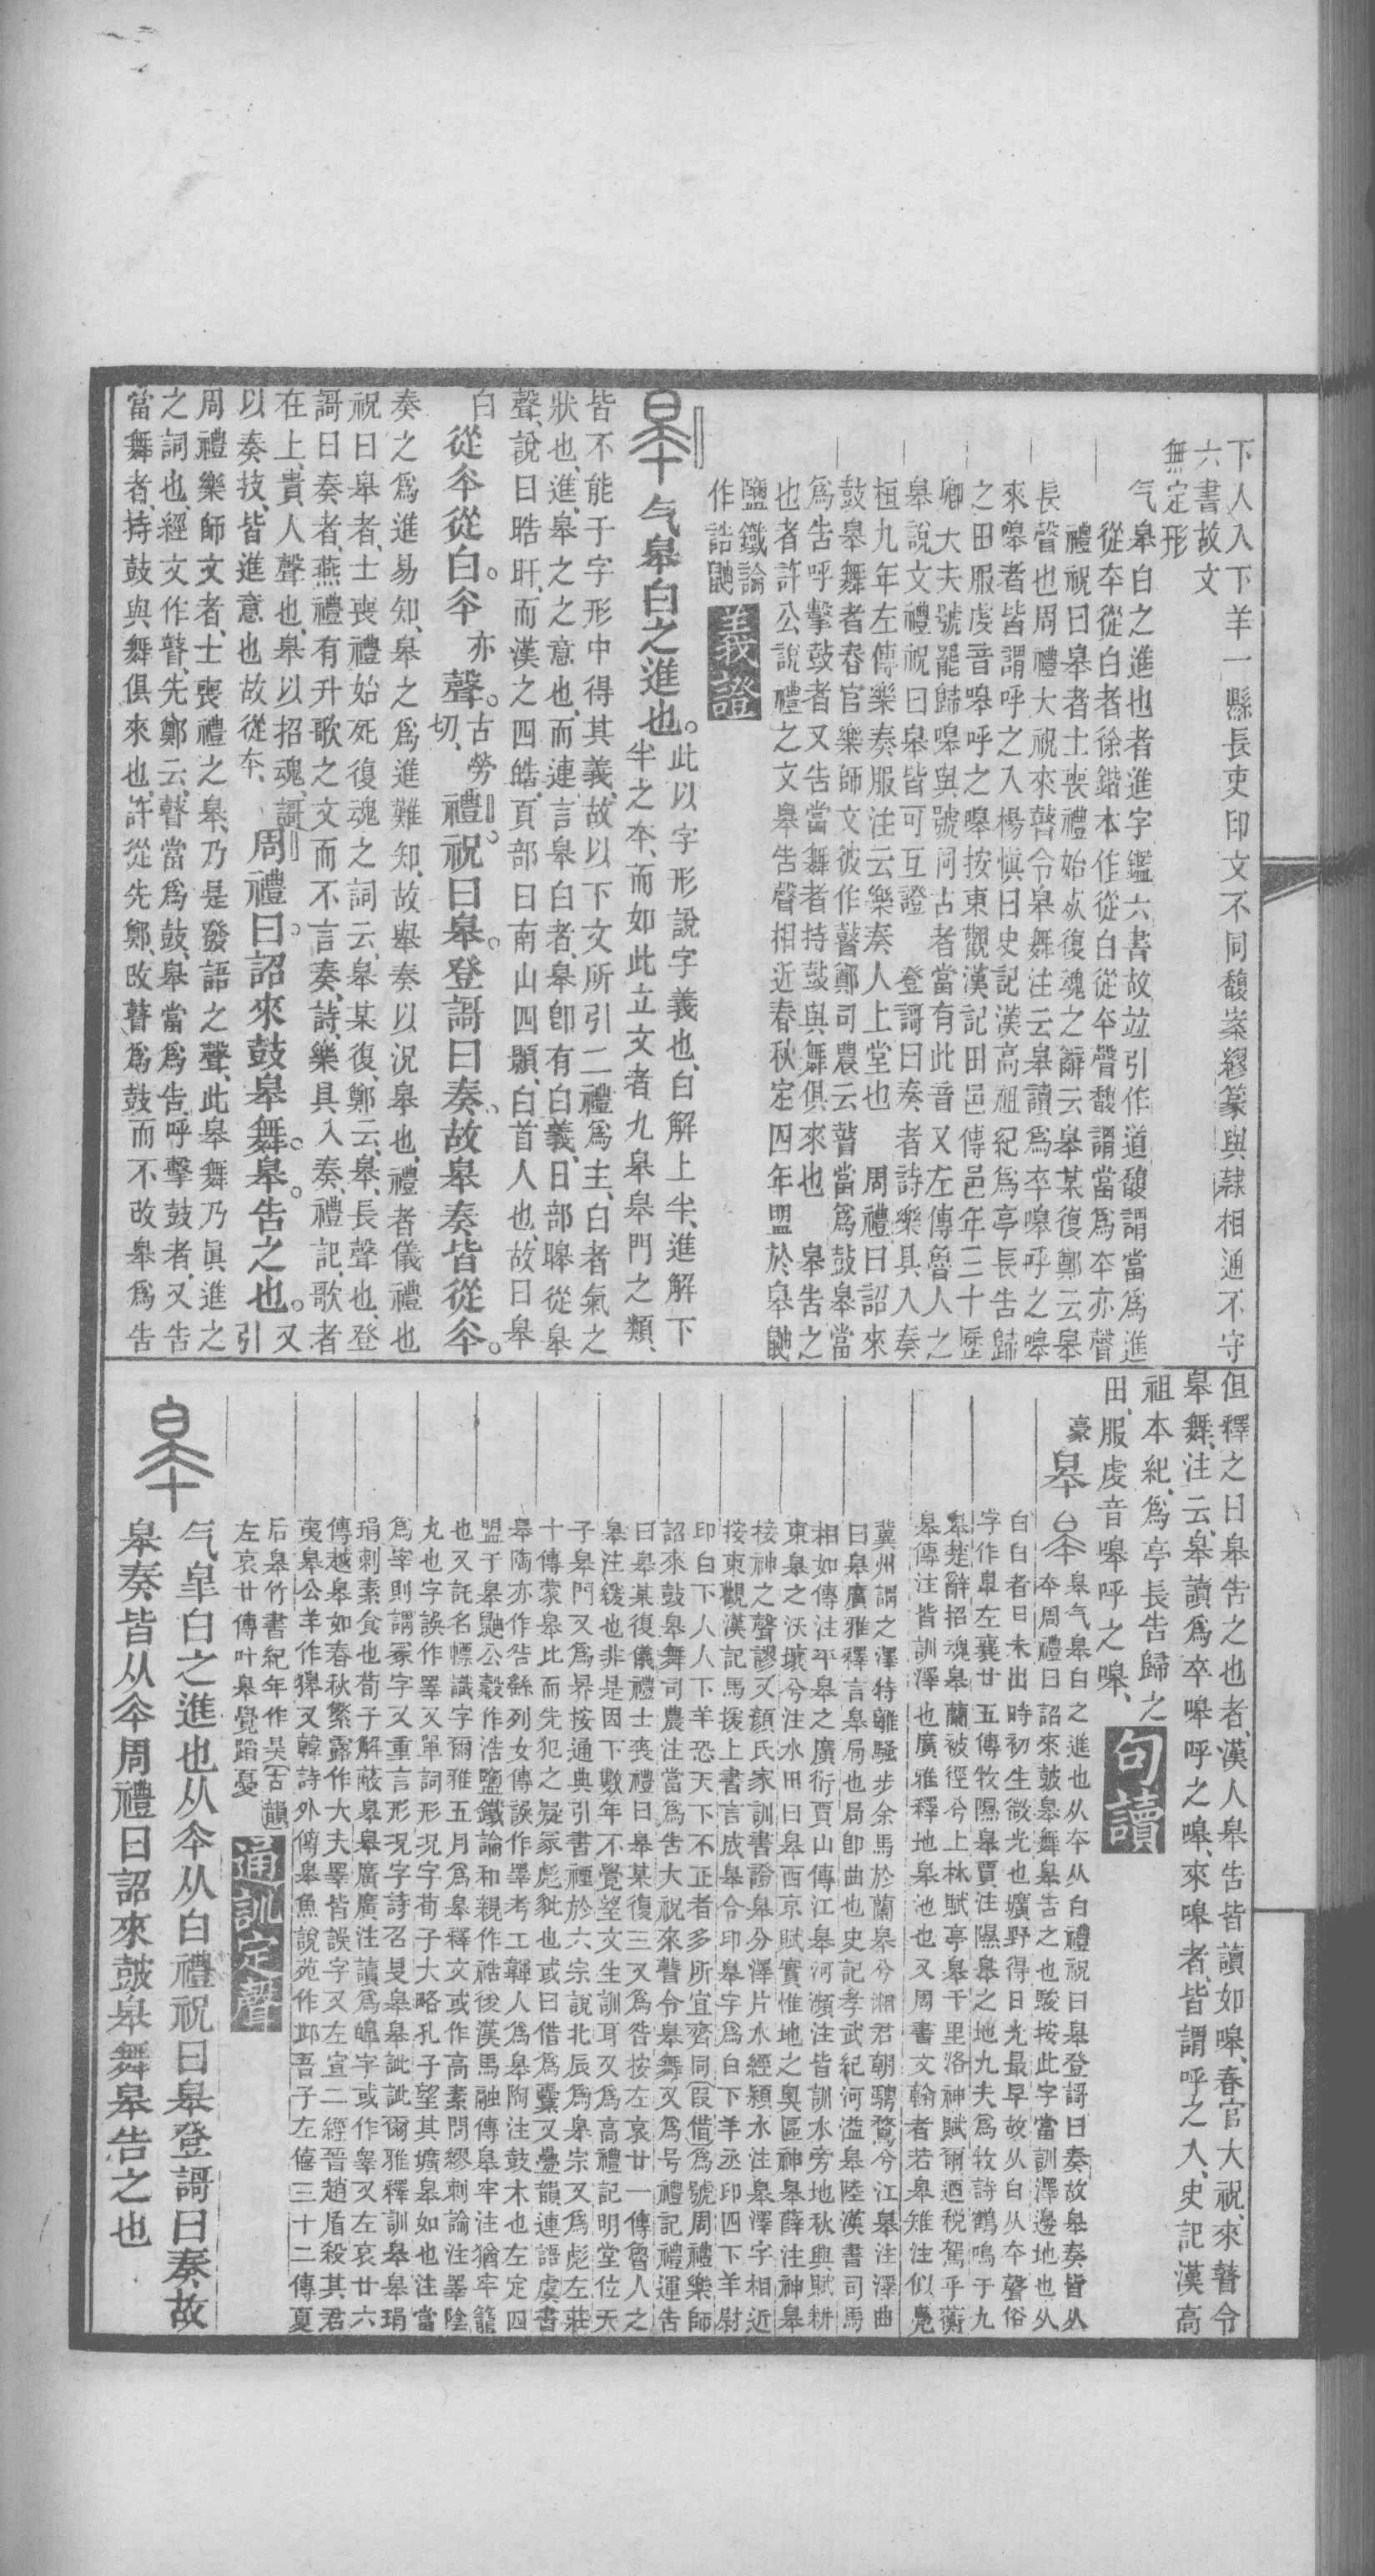 下人人下羊一縣長吏印文不同馥案繆篆與隸相通不守
六書故文
無定形
气皋白之進也者進字鑑六書故竝引作道馥謂當爲進
從夲從白者徐鍇本作從白從夲聲馥謂當爲夲亦聲
禮祝曰皋者士喪禮始死復魂之辭云皋某復鄭云皋
長聲也周禮大祝來瞽令皋舞注云皋讀爲卒嘷呼之嘷
來嘷者皆謂呼之入楊愼曰史記漢高祖紀爲亭長告歸
之田服虔音嘷呼之嘷按東觀漢記田邑傳邑年三十歷
卿大夫號罷歸嘷與號同古者當有此音又左傳魯人之
皋說文禮祝曰皋皆可互證　登謌曰奏者詩樂具入奏
桓九年左傳樂奏服注云樂奏人上堂也　周禮曰詔來
鼓皋舞者春官樂師文彼作瞽鄭司農云瞽當爲鼓皋當
爲告呼擊鼓者又告當舞者持鼓與舞俱來也　皋告之
也者許公說禮之文皋告聲相近春秋定四年盟於皋鼬
鹽鐵論
作誥鼬
義證
气皋白之進也。
此以字形說字義也、白解上半、進解下
半之夲、而如此立文者、九皋皋門之類、
皆不能于字形中得其義、故以下文所引二禮爲主、白者氣之
狀也、進、皋之之意也、而連言皋白者、皋卽有白義、日部暤從皋
聲、說曰晧旰、而漢之四皓、頁部曰南山四顥、白首人也、故曰皋
白
從夲從白。夲
亦
聲。
古勞
切、
禮。祝曰皋。登謌曰奏。故皋奏皆從夲。
奏之爲進易知、皋之爲進難知、故舉奏以況皋也、禮者儀禮也
祝曰皋者、士喪禮始死復魂之詞云、皋某復、鄭云、皋、長聲也、登
謌曰奏者、燕禮有升歌之文而不言奏、詩、樂具入奏、禮記、歌者
在上、貴人聲也、皋以招魂、謌
以奏技、皆進意也故從夲、
周禮曰。詔來鼓皋舞。皋。告之也。
又
引
周禮樂師文者、士喪禮之皋、乃是發語之聲、此皋舞乃眞進之
之詞也、經文作瞽、先鄭云、瞽當爲鼓、皋當爲告、呼擊鼓者、又告
當舞者、持鼓與舞俱來也、許從先鄭、改瞽爲鼓而不改皋爲告
但釋之曰皋告之也者、漢人皋告皆讀如嘷、春官大祝、來瞽令
皋舞、注云、皋讀爲卒嘷呼之嘷、來嘷者、皆謂呼之入、史記漢高
祖本紀、爲亭長告歸之
田、服虔音嘷呼之嘷、
句讀
豪
皋
皋气皋白之進也从夲从白禮祝曰皋登謌曰奏故皋奏皆从
夲周禮曰詔來鼓皋舞皋告之也駿按此字當訓澤邊地也从
白白者日未出時初生微光也曠野得日光最早故从白从夲聲俗
字作臯左襄廿五傳牧隰皋賈注隰皋之地九夫爲牧詩鶴鳴于九
皋楚辭招魂皋蘭被徑兮上林賦亭皋千里洛神賦爾迺稅駕乎蘅
皋傳注皆訓澤也廣雅釋地皋池也又周書文翰者若皋雉注似鳧
冀州謂之澤特離騷步余馬於蘭皋兮湘君朝騁騖兮江皋注澤曲
曰皋廣雅釋言皋局也局卽曲也史記孝武紀河溢皋陸漢書司馬
相如傳注平皋之廣衍賈山傳江皋河瀕注皆訓水旁地秋興賦耕
東皋之沃壤兮注水田曰皋西京賦實惟地之奧區神皋薛注神皋
接神之聲謬又顏氏家訓書證皋分澤片水經潁水注皋澤字相近
按東觀漢記馬援上書言成皋令印皋字爲白下羊丞印四下羊尉
印白下人人下羊恐天下不正者多所宜齊同（叚借）爲號周禮樂師
詔來鼓皋舞司農注當爲告大祝來瞽令皋舞又爲号禮記禮運告
曰皋某復儀禮士喪禮曰皋某復三又爲咎按左哀廿一傳魯人之
皋注緩也非是因下數年不覺望文生訓耳又爲高禮記明堂位天
子皋門又爲界按通典引書禋於六宗說北辰爲皋宗又爲彪左莊
十傳蒙皋比而先犯之疑豕彪貔也或曰借爲櫜又疊韻連語虞書
皋陶亦作咎繇列女傳誤作睪考工韗人爲皋陶注鼓木也左定四
盟于皋鼬公穀作浩鹽鐵論和親作誥後漢馬融傳皋牢注猶牢籠
也又託名幖識字爾雅五月爲皋釋文或作高素問繆刺論注睪陰
丸也字誤作睪又單詞形況字荀子大略孔子望其壙皋如也注當
爲宰則謂冢字又重言形況字詩召旻皋皋訿訿爾雅釋訓皋皋琄
琄刺素食也荀子解蔽皋皋廣廣注讀爲皥字或作睾又左哀廿六
傳越皋如春秋繁露作大夫睪皆誤字又左宣二經晉趙盾殺其君
夷皋公羊作獋又韓詩外傳皋魚說苑作邱吾子左僖三十二傳夏
后皋竹書紀年作昊（古韻）
左哀廿傳叶皋覺蹈憂
通訓定聲
气皋白之進也从夲从白禮祝曰皋登謌曰奏故
皋奏皆从夲周禮曰詔來鼓皋舞皋告之也